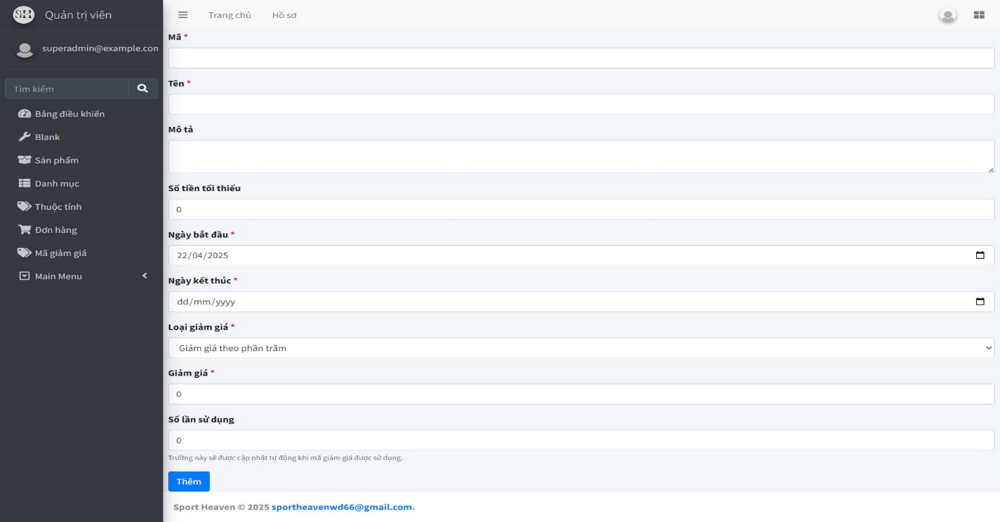 SH Quản trị viên
superadmin@example.con
Tìm kiếm
Bảng điều khiển
Blank
Sản phẩm
Danh mục
Thuộc tính
Đơn hàng
Mã giảm giá
Main Menu
Trang chủ Hồ sơ
Mã *
Tên *
Mô tả
Số tiền tối thiểu
0
Ngày bắt đầu *
22/04/2025
Ngày kết thúc *
dd/mm/yyyy
Loại giảm giá *
Giảm giá theo phần trăm
Giảm giá *
0
Số lần sử dụng
0
Trường này sẽ được cập nhật tự động khi mã giảm giá được sử dụng.
Thêm
Sport Heaven © 2025 sportheavenwd66@gmail.com.